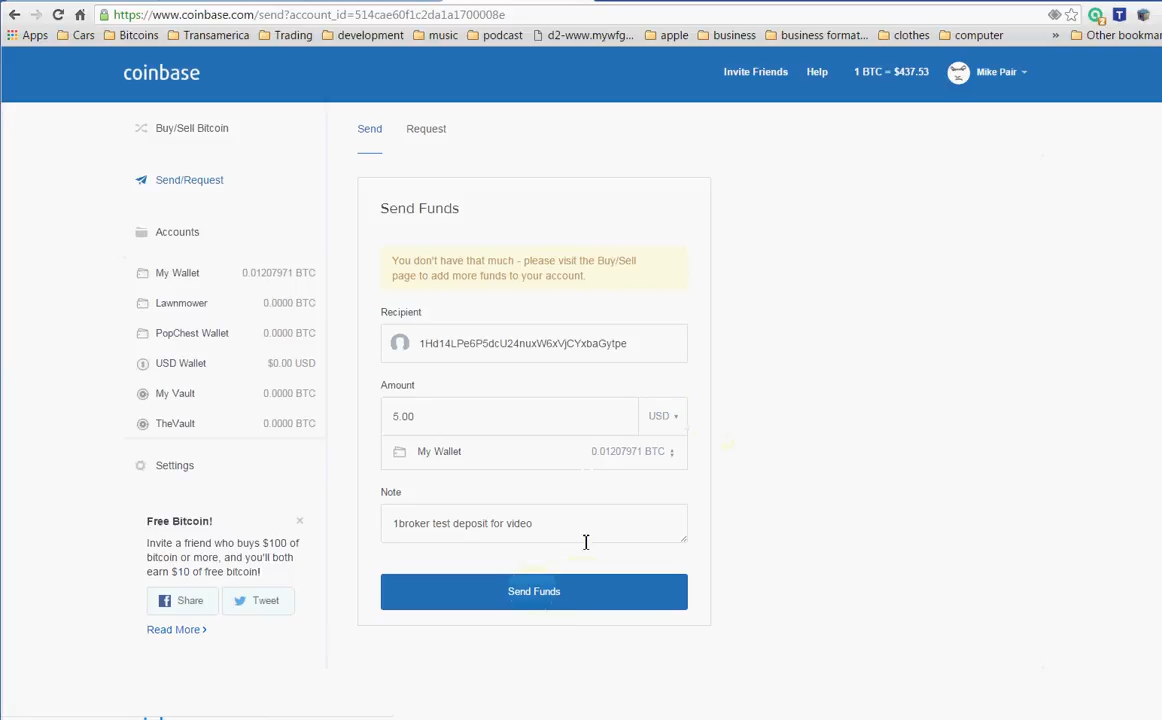 https://www.coinbase.com/send?account_id=514cae60f1c2da1a1700008e
Apps Cars Bitcoins Transamerica Trading development music podcast d2-www.mywfg... apple business business format... clothes computer » Other bookmar
coinbase
Invite Friends Help 1 BTC = $437.53 Mike Pair
Buy/Sell Bitcoin
Send/Request
Accounts
My Wallet 0.01207971 BTC
Lawnmower 0.0000 BTC
PopChest Wallet 0.0000 BTC
USD Wallet $0.00 USD
My Vault 0.0000 BTC
TheVault 0.0000 BTC
Settings
Free Bitcoin!
Invite a friend who buys $100 of
bitcoin or more, and you'll both
earn $10 of free bitcoin!
Share Tweet
Read More ›
Send Request
Send Funds
You don't have that much - please visit the Buy/Sell
page to add more funds to your account.
Recipient
1Hd14LPe6P5dcU24nuxW6xVjCYxbaGytpe
Amount
5.00 USD
My Wallet 0.01207971 BTC
Note
1broker test deposit for video
Send Funds